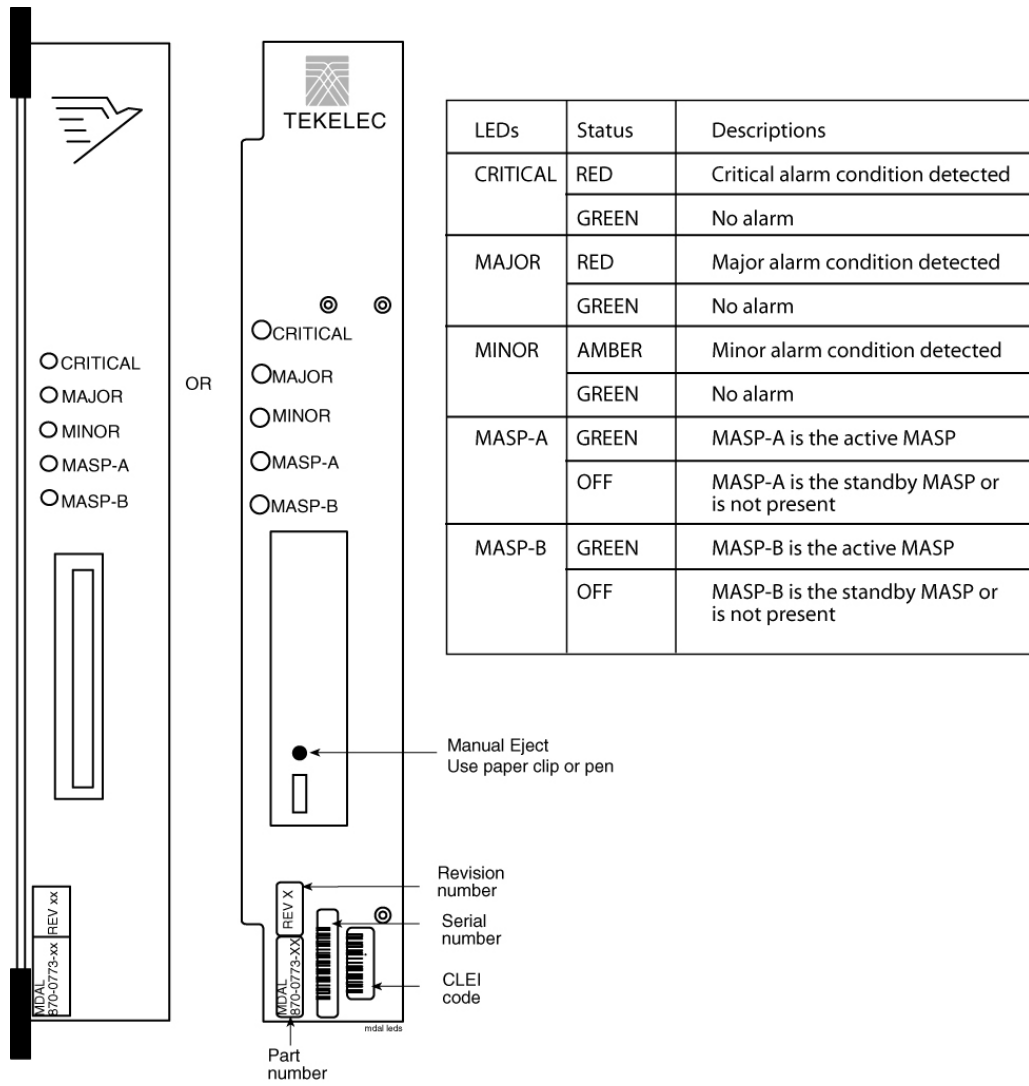 CRITICAL
MAJOR
MINOR
MASP-A
MASP-B
MDAL
870-0773-xx
REV xx
OR
TEKELEC
CRITICAL
MAJOR
MINOR
MASP-A
MASP-B
REV X
MDAL
870-0773-XX
mdal leds
LEDs Status Descriptions
CRITICAL RED Critical alarm condition detected
GREEN No alarm
MAJOR RED Major alarm condition detected
GREEN No alarm
MINOR AMBER Minor alarm condition detected
GREEN No alarm
MASP-A GREEN MASP-A is the active MASP
OFF MASP-A is the standby MASP or
is not present
MASP-B GREEN MASP-B is the active MASP
OFF MASP-B is the standby MASP or
is not present
Manual Eject
Use paper clip or pen
Revision
number
Serial
number
CLEI
code
Part
number